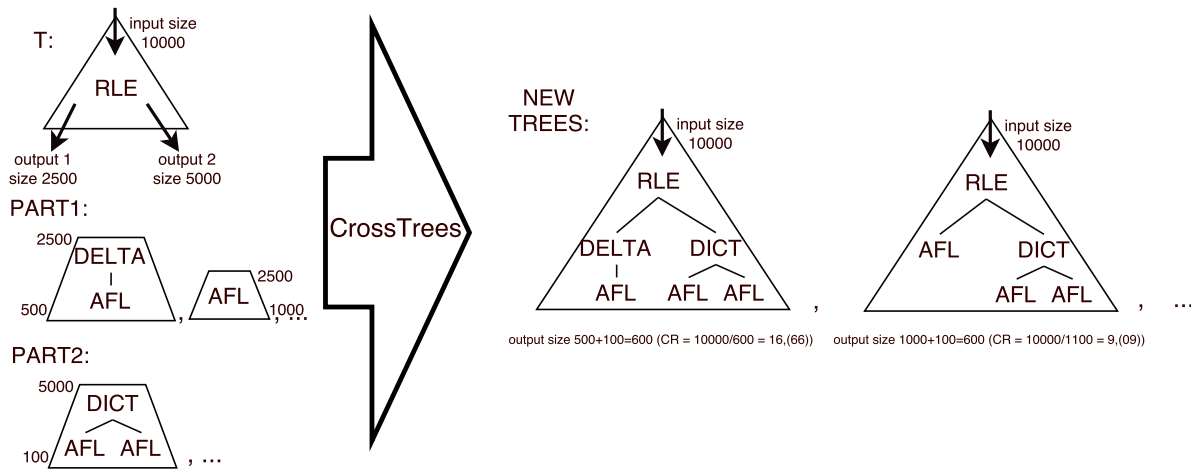 T:
input size
10000
RLE
output 1
size 2500
output 2
size 5000
PART1:
2500
DELTA
AFL
500
,
AFL
2500
1000
, ...
PART2:
5000
DICT
AFL AFL
100
, ...
CrossTrees
NEW
TREES:
input size
10000
RLE
DELTA DICT
AFL AFL AFL
,
output size 500+100=600 (CR = 10000/600 = 16,(66))
input size
10000
RLE
AFL DICT
AFL AFL
, ...
output size 1000+100=600 (CR = 10000/1100 = 9,(09))